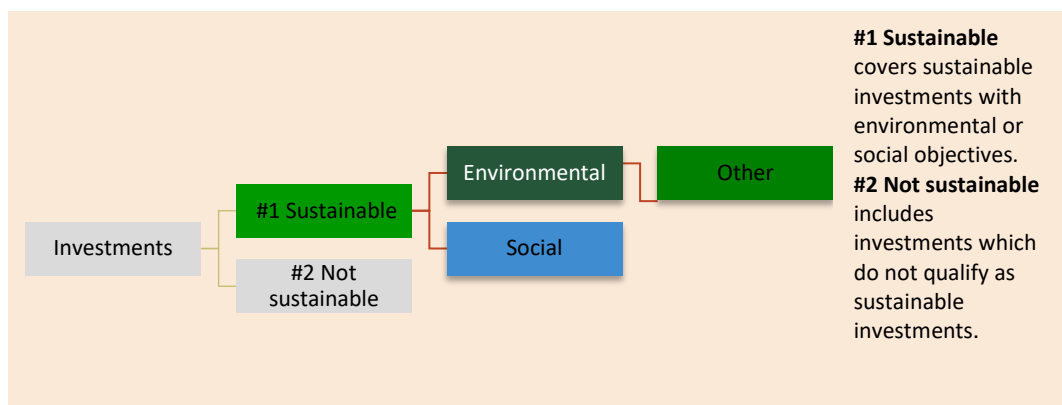 Investments
#1 Sustainable
#2 Not
sustainable
Environmental
Social
Other
#1 Sustainable
covers sustainable
investments with
environmental or
social objectives.
#2 Not sustainable
includes
investments which
do not qualify as
sustainable
investments.